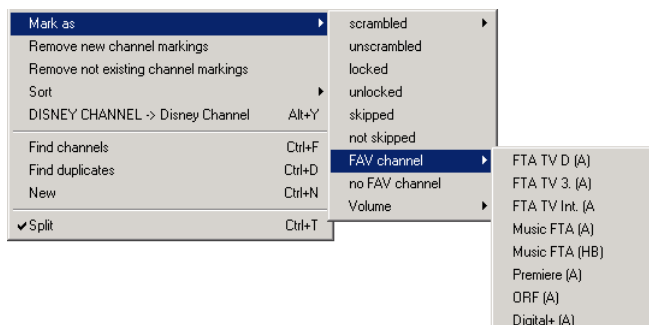 Mark as
Remove new channel markings
Remove not existing channel markings
Sort
DISNEY CHANNEL -> Disney Channel Alt+Y
Find channels Ctrl+F
Find duplicates Ctrl+D
New Ctrl+N
Split Ctrl+T
scrambled
unscrambled
locked
unlocked
skipped
not skipped
FAV channel
no FAV channel
Volume
FTA TV D (A)
FTA TV 3. (A)
FTA TV Int. (A
Music FTA (A)
Music FTA (HB)
Premiere (A)
ORF (A)
Digital+ (A)